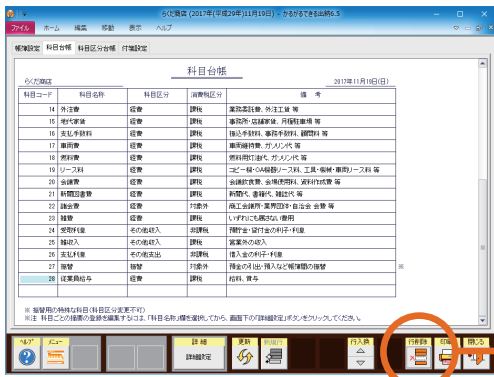 らくだ商店 (2017年(平成29年)11月19日) - かるがるできる出納6.5
ファイル ホーム 編集 移動 表示 ヘルプ
帳簿設定 科目台帳 科目区分台帳 付箋設定
科目台帳
らくだ商店 2017年11月19日(日)
科目コード 科目名称 科目区分 消費税区分 備 考
14 外注費 経費 課税 業務委託費、外注工賃 等
15 地代家賃 経費 課税 事務所・店舗家賃、月極駐車場 等
16 支払手数料 経費 課税 振込手数料、事務手数料、顧問料 等
17 車両費 経費 課税 車両維持費、ガソリン代 等
18 燃料費 経費 課税 燃料用灯油代、ガソリン代 等
19 リース料 経費 課税 コピー機・OA機器リース料、工具・機械・車両リース料 等
20 会議費 経費 課税 会議飲食費、会場使用料、資料作成費 等
21 新聞図書費 経費 課税 新聞代、書籍代、雑誌代 等
22 諸会費 経費 対象外 商工会議所・業界団体・自治会 会費 等
23 雑費 経費 課税 いずれにも属さない費用
24 受取利息 その他収入 非課税 預貯金・貸付金の利子・利息
25 雑収入 その他収入 課税 営業外の収入
26 支払利息 その他支出 非課税 借入金の利子・利息
27 振替 振替 対象外 預金の引出・預入など帳簿間の振替 ※
28 従業員給与 経費 課税 給料、賞与
※ 振替用の特殊な科目(科目区分変更不可)
※注 科目ごとの摘要の登録を編集するには、「科目名称」欄を選択してから、画面下の「詳細設定」ボタンをクリックしてください。
ヘルプ メニュー 詳細 更新 新規行 行入換 行削除 印刷 閉じる
詳細設定